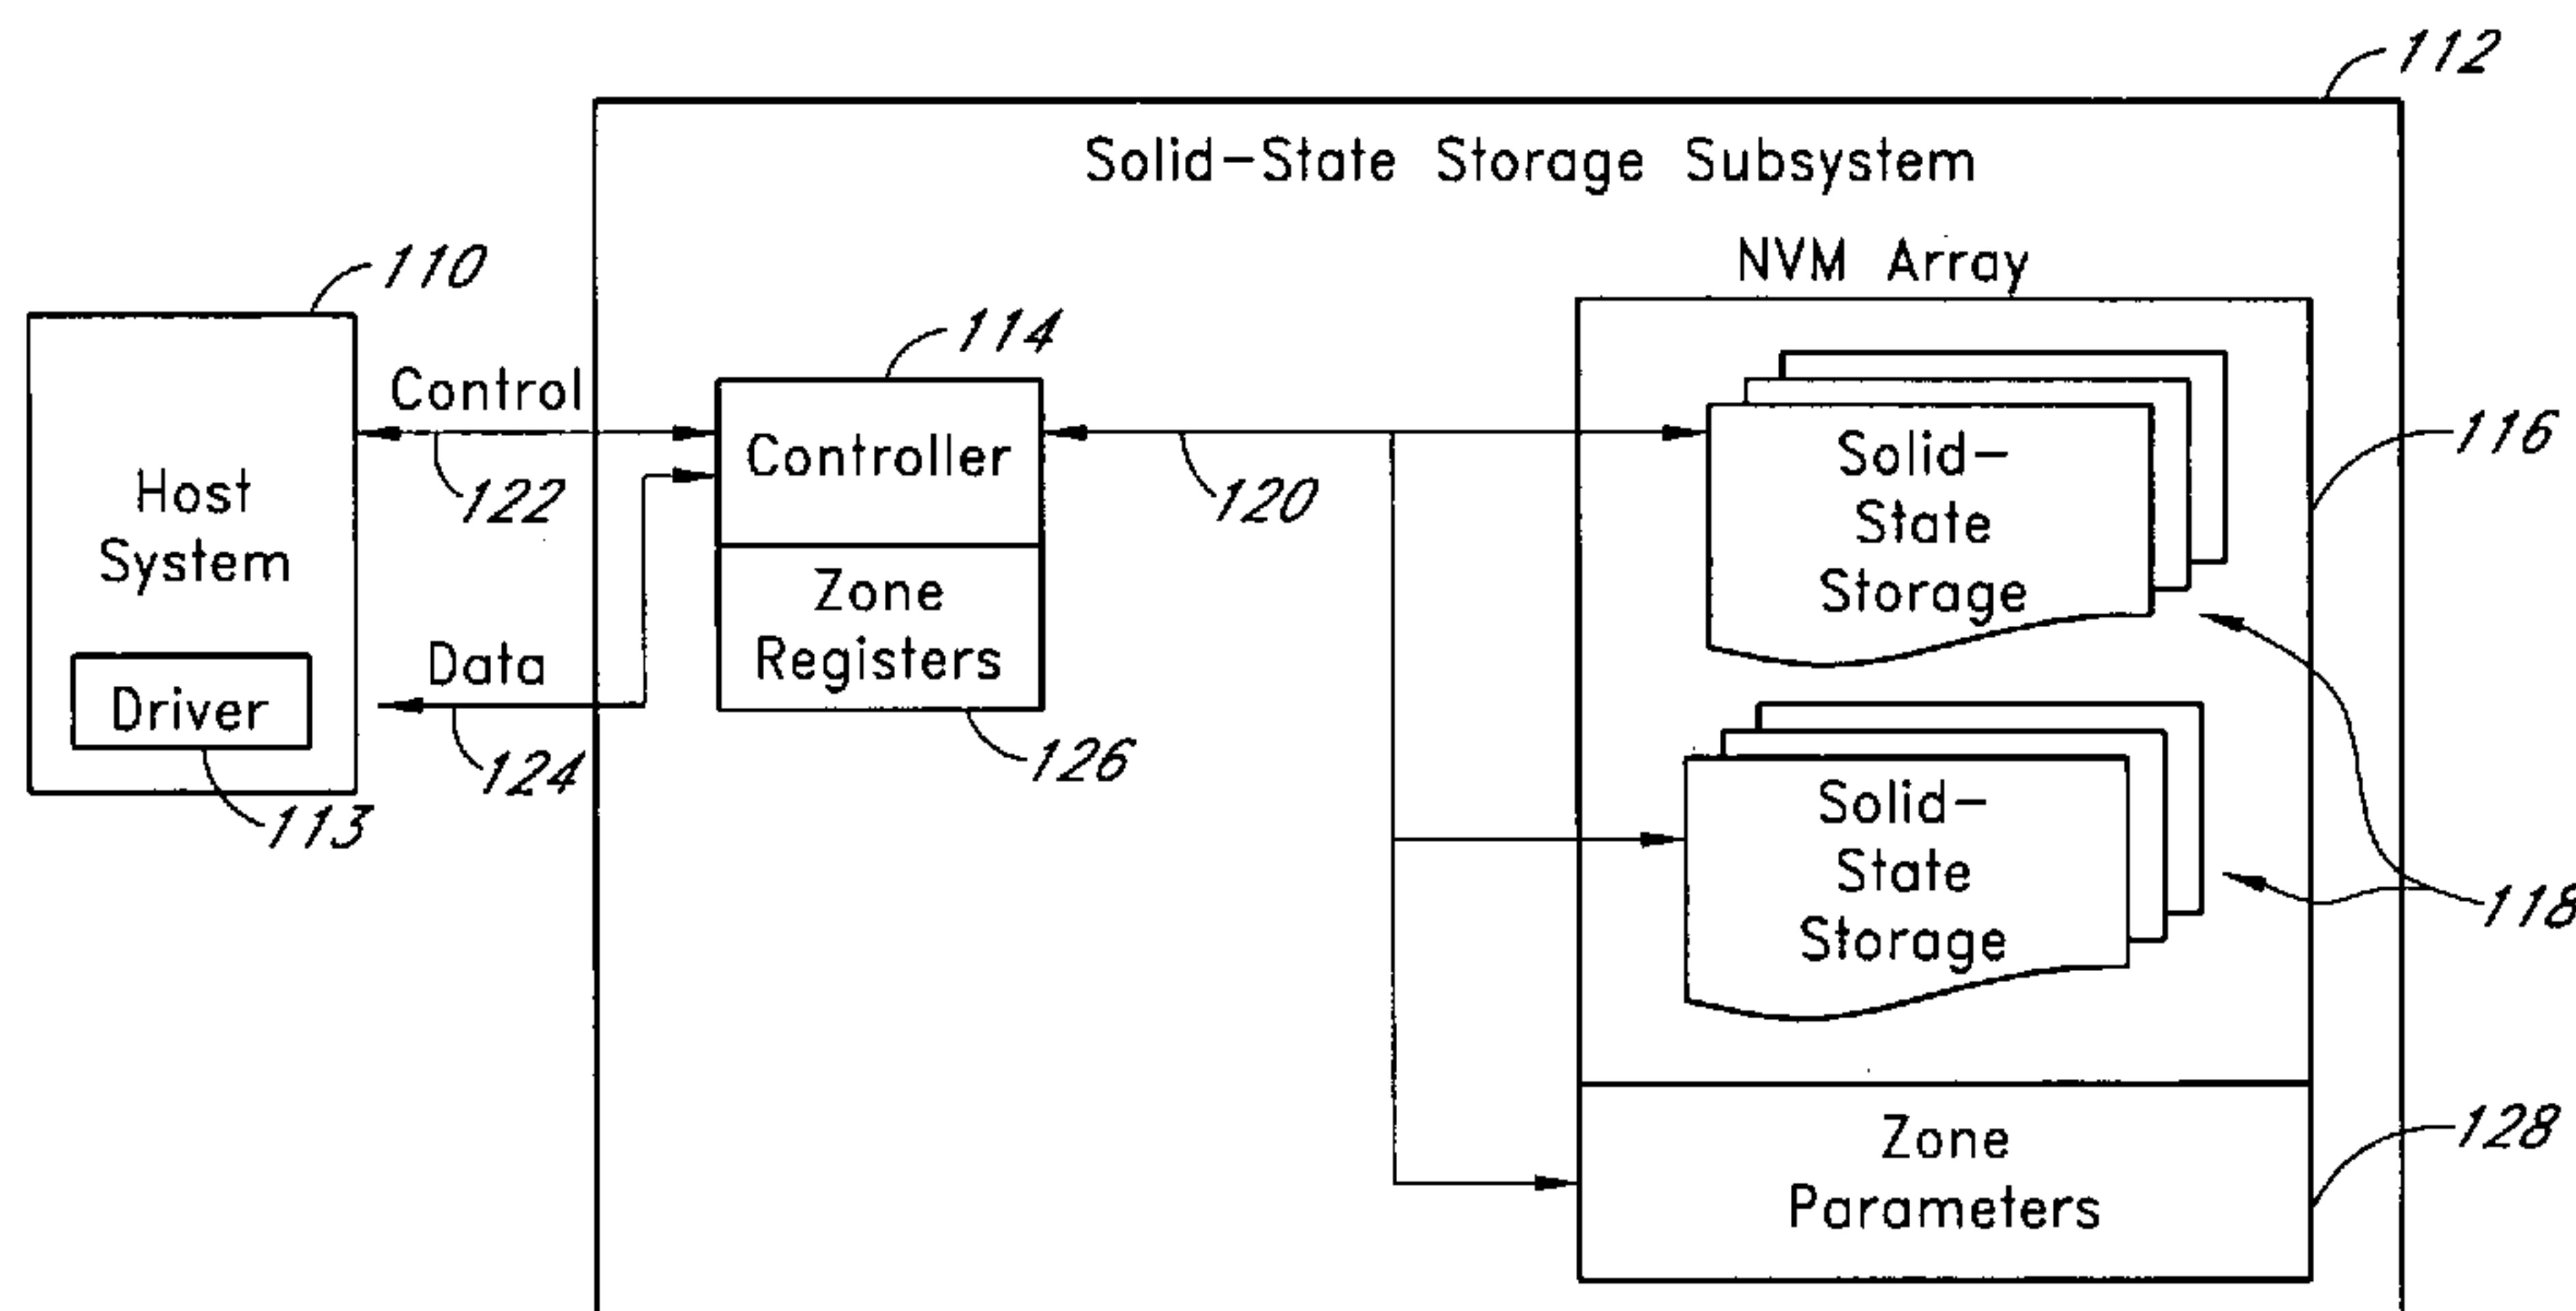 112
Solid-State Storage Subsystem
NVM Array
110
114
Control
Controller
Solid-
State
Storage
116
122
120
Host
System
Zone
Registers
Data
Driver
124
126
113
Solid-
State
Storage
118
Zone
Parameters
128